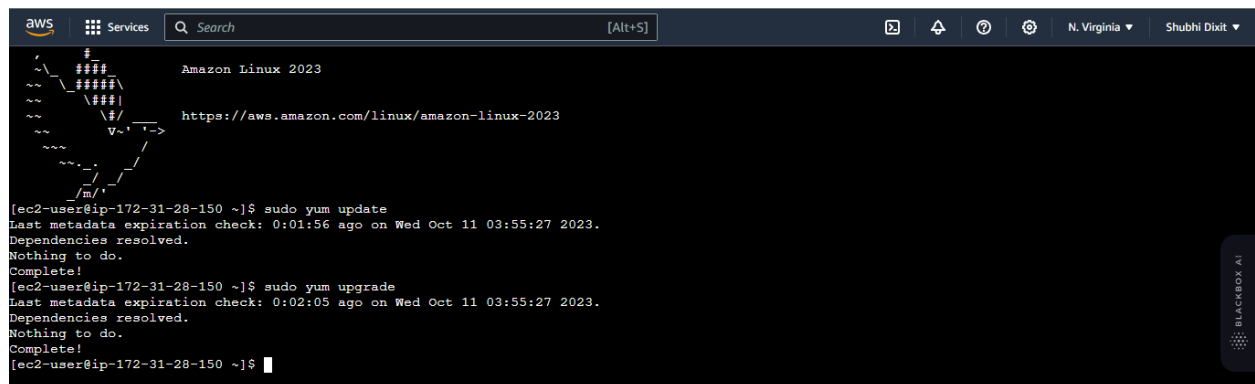 aws Services Search [Alt+S] N. Virginia ▼ Shubhi Dixit ▼
   ,     #_
   ~\_  ####_        Amazon Linux 2023
  ~~  \_#####\
  ~~     \###|
  ~~       \#/ ___   https://aws.amazon.com/linux/amazon-linux-2023
   ~~       V~' '->
    ~~~         /
      ~~._.   _/
         _/ _/
       _/m/'
[ec2-user@ip-172-31-28-150 ~]$ sudo yum update
Last metadata expiration check: 0:01:56 ago on Wed Oct 11 03:55:27 2023.
Dependencies resolved.
Nothing to do.
Complete!
[ec2-user@ip-172-31-28-150 ~]$ sudo yum upgrade
Last metadata expiration check: 0:02:05 ago on Wed Oct 11 03:55:27 2023.
Dependencies resolved.
Nothing to do.
Complete!
[ec2-user@ip-172-31-28-150 ~]$
BLACKBOX AI